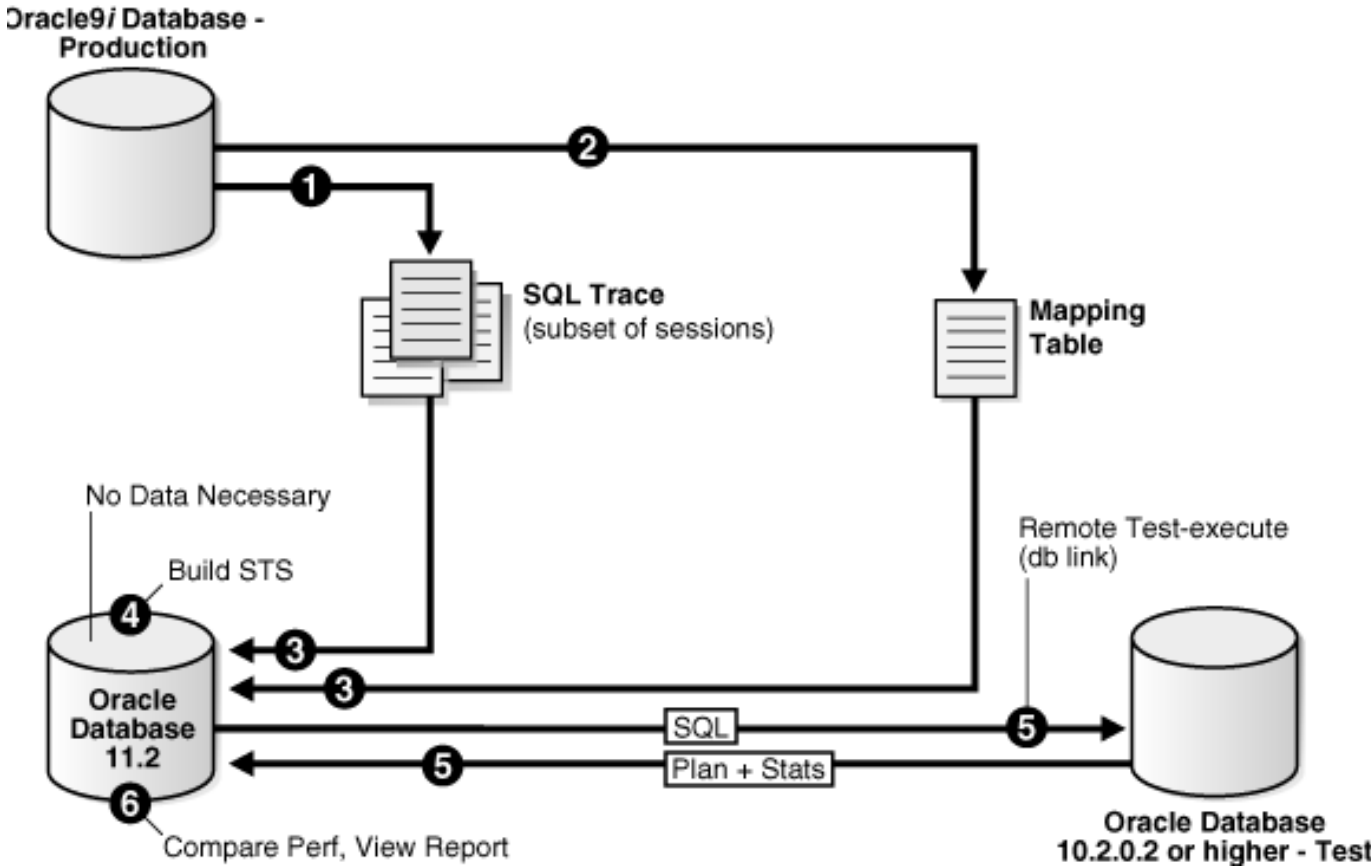 Oracle9i Database -
Production
2
1
SQL Trace
(subset of sessions)
Mapping
Table
No Data Necessary
Build STS
4
Remote Test-execute
(db link)
3
3
Oracle
Database
11.2
SQL
5
5
Plan + Stats
6
Compare Perf, View Report
Oracle Database
10.2.0.2 or higher - Test